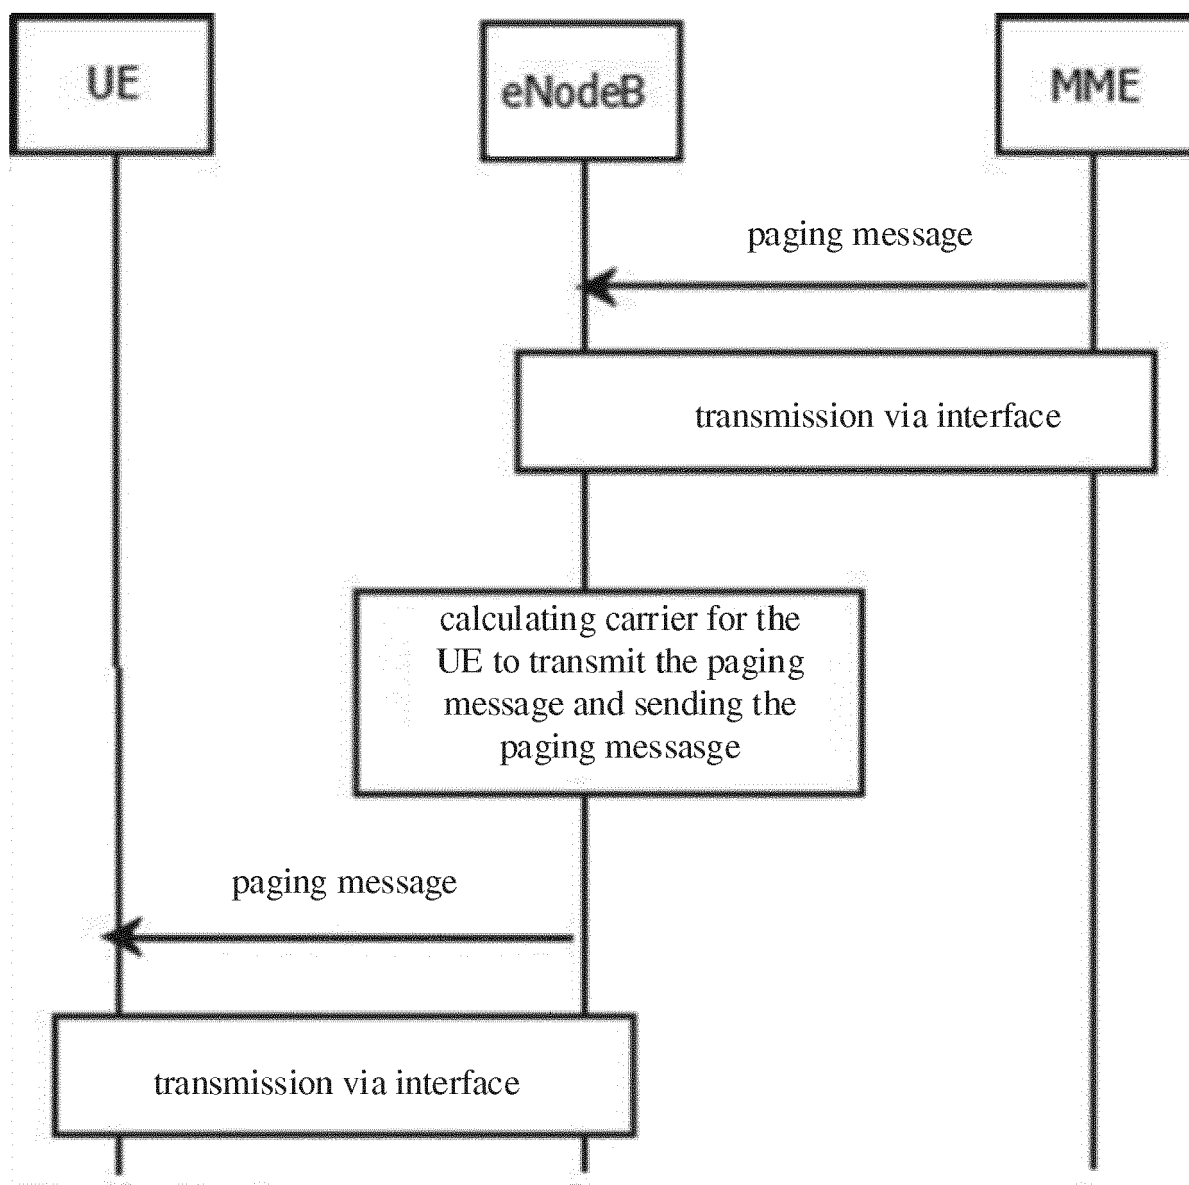 UE
eNodeB
MME
paging message
transmission via interface
calculating carrier for the
UE to transmit the paging
message and sending the
paging messasge
paging message
transmission via interface